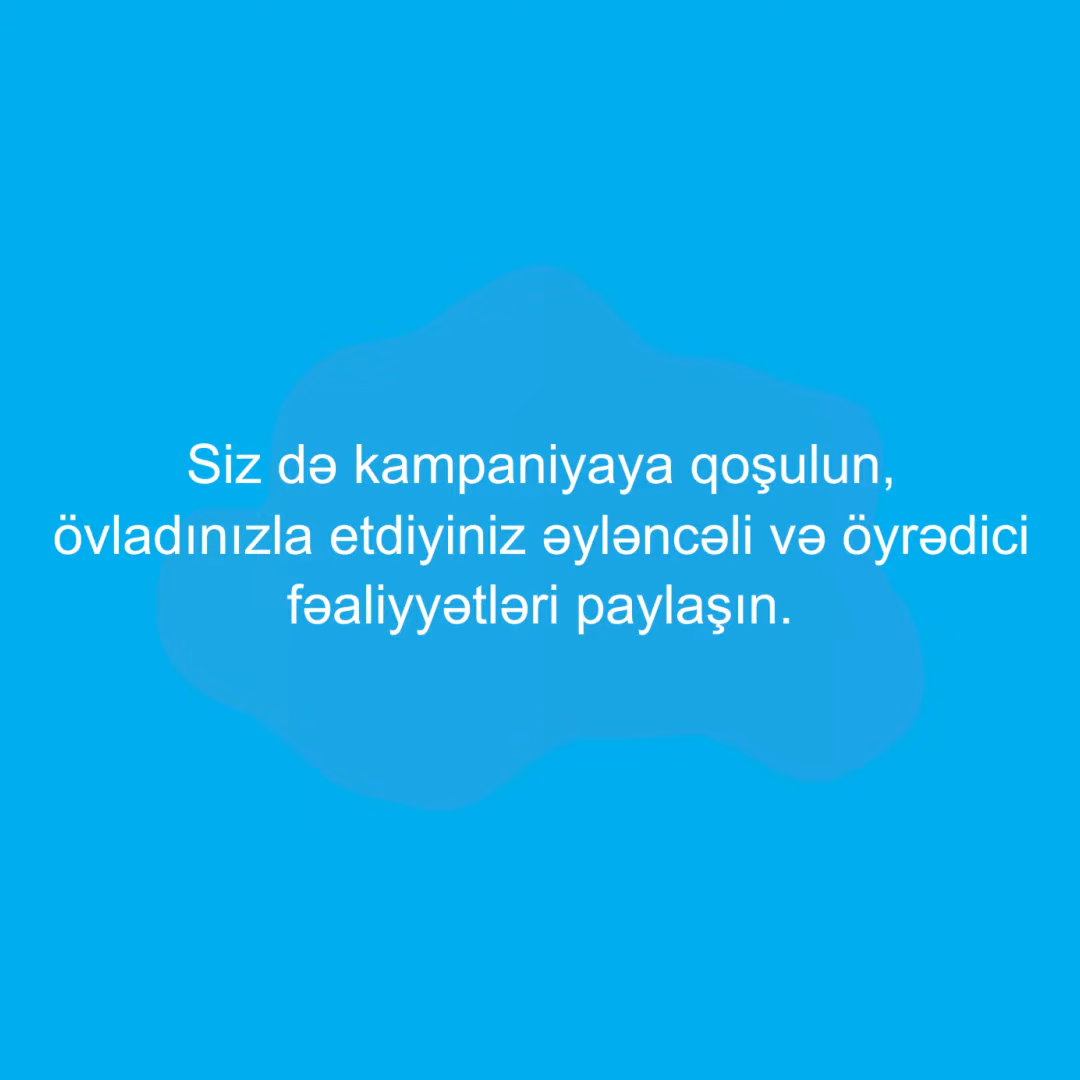 Siz də kampaniyaya qoşulun,
övladınızla etdiyiniz əyləncəli və öyrədici
fəaliyyətləri paylaşın.